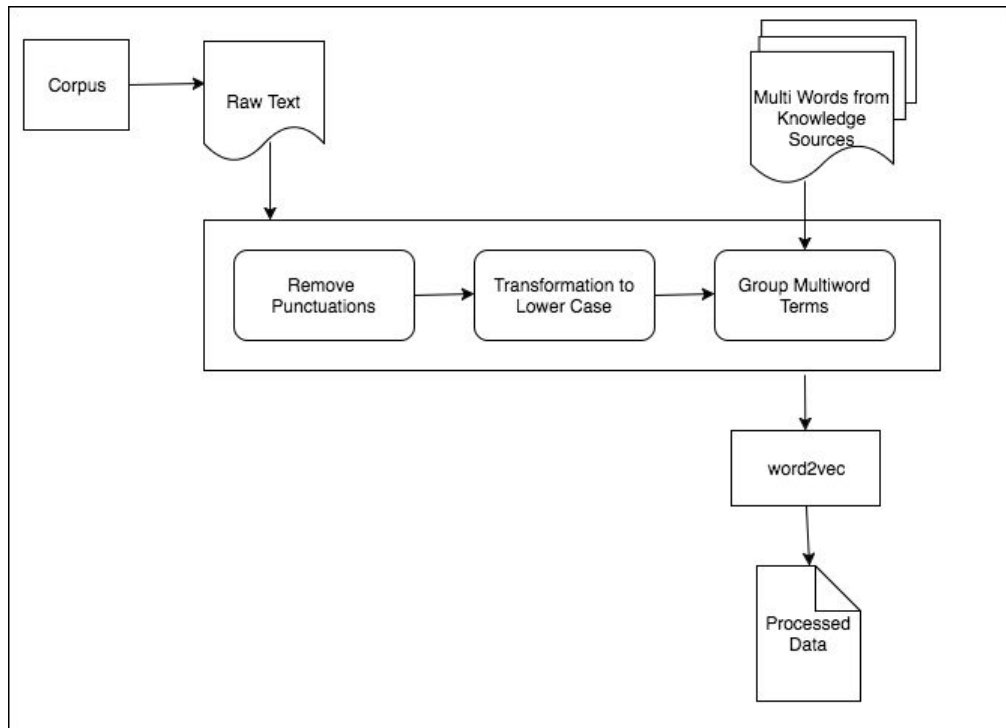 Corpus
Raw Text
Multi Words from
Knowledge
Sources
Remove
Punctuations
Transformation to
Lower Case
Group Multiword
Terms
word2vec
Processed
Data